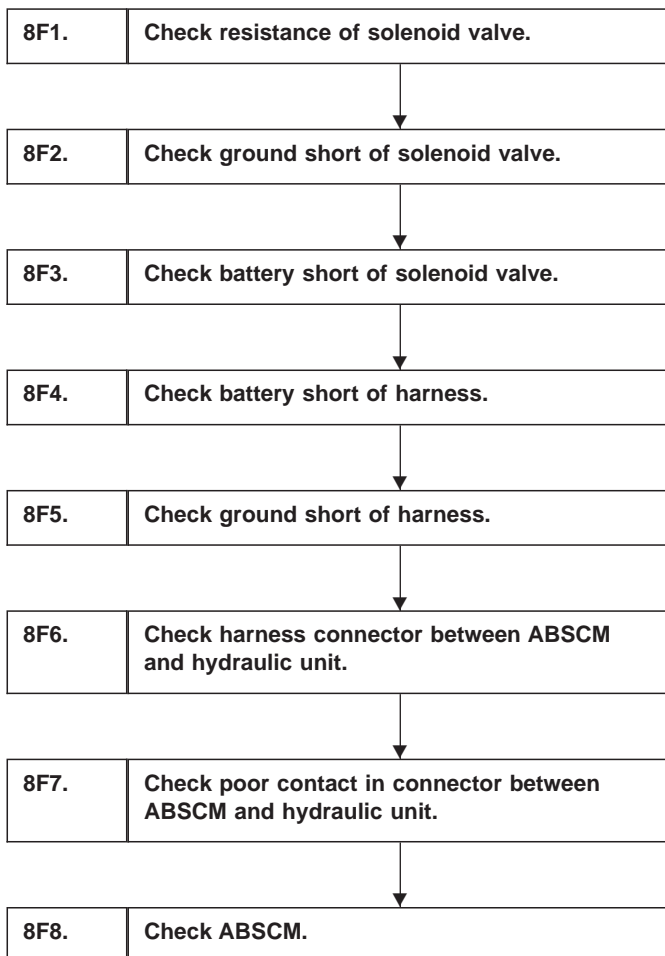 8F1. Check resistance of solenoid valve.
8F2. Check ground short of solenoid valve.
8F3. Check battery short of solenoid valve.
8F4. Check battery short of harness.
8F5. Check ground short of harness.
8F6. Check harness connector between ABSCM
and hydraulic unit.
8F7. Check poor contact in connector between
ABSCM and hydraulic unit.
8F8. Check ABSCM.